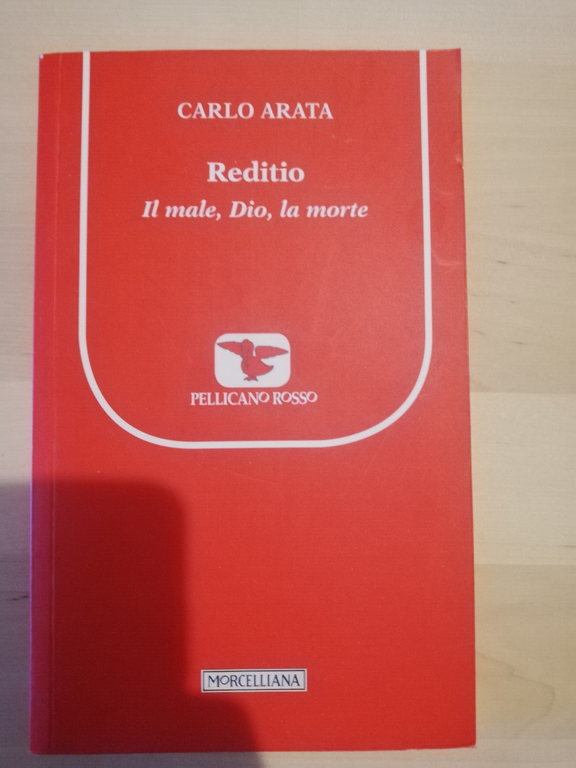 CARLO ARATA
Reditio
Il male, Dio, la morte
PELLICANO ROSSO
MORCELLIANA